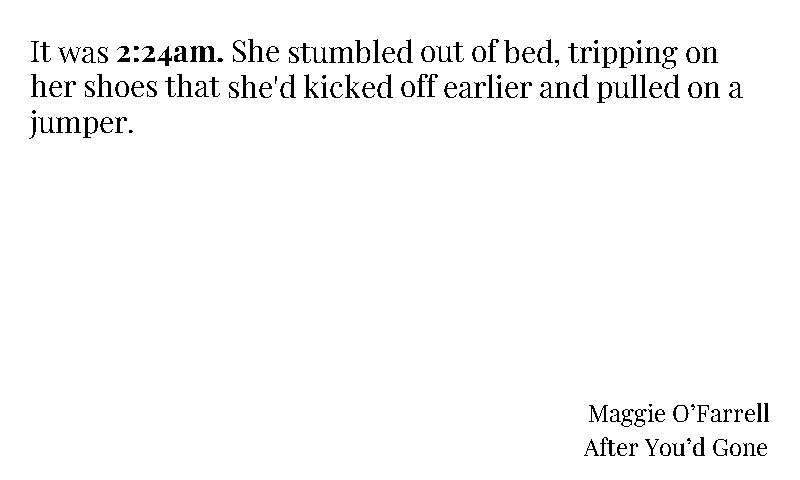 It was 2:24am. She stumbled out of bed, tripping on
her shoes that she'd kicked off earlier and pulled on a
jumper.
Maggie O’Farrell
After You’d Gone